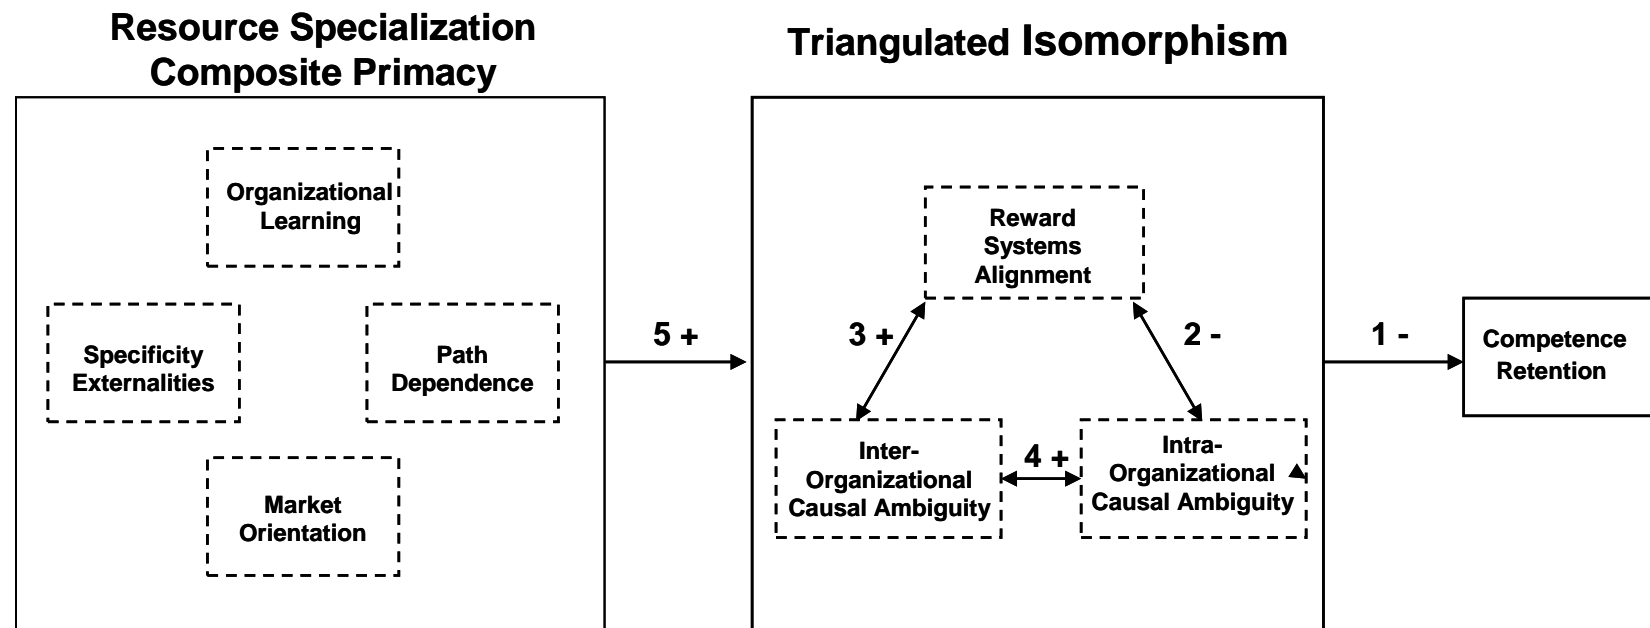 Resource Specialization
Composite Primacy
Triangulated Isomorphism
Organizational
Learning
Specificity
Externalities
Path
Dependence
Market
Orientation
5 +
Reward
Systems
Alignment
3 +
2 -
Inter-
Organizational
Causal Ambiguity
4 +
Intra-
Organizational
Causal Ambiguity
1 -
Competence
Retention